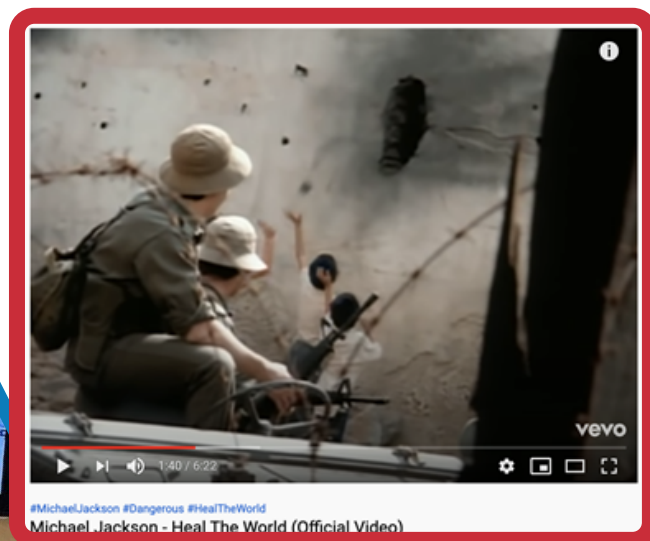 vevo
1:40 / 6:22
#MichaelJackson #Dangerous #HealTheWorld
Michael Jackson - Heal The World (Official Video)